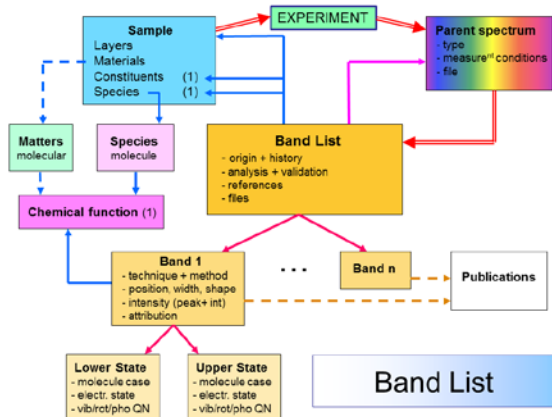 EXPERIMENT
Sample
Layers
Materials
Constituents (1)
Species (1)
Parent spectrum
- type
- measure^nt conditions
- file
Matters
molecular
Species
molecule
Chemical function (1)
Band List
- origin + history
- analysis + validation
- references
- files
Band 1
- technique + method
- position, width, shape
- intensity (peak+ int)
- attribution
...
Band n
Publications
Lower State
- molecule case
- electr. state
- vib/rot/pho QN
Upper State
- molecule case
- electr. state
- vib/rot/pho QN
Band List